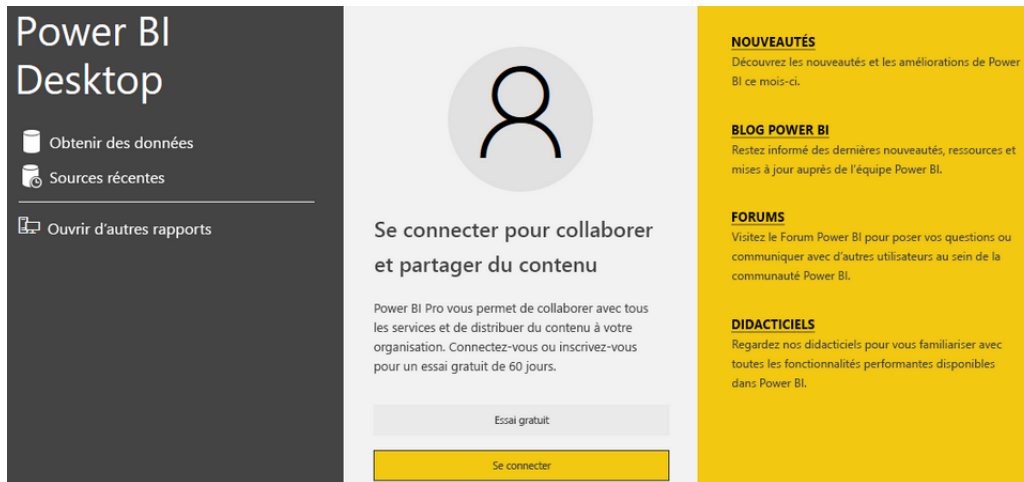 Power BI
Desktop
Obtenir des données
Sources récentes
Ouvrir d'autres rapports
Se connecter pour collaborer
et partager du contenu
Power BI Pro vous permet de collaborer avec tous
les services et de distribuer du contenu à votre
organisation. Connectez-vous ou inscrivez-vous
pour un essai gratuit de 60 jours.
Essai gratuit
Se connecter
NOUVEAUTÉS
Découvrez les nouveautés et les améliorations de Power
BI ce mois-ci.
BLOG POWER BI
Restez informé des dernières nouveautés, ressources et
mises à jour auprès de l'équipe Power BI.
FORUMS
Visitez le Forum Power BI pour poser vos questions ou
communiquer avec d'autres utilisateurs au sein de la
communauté Power BI.
DIDACTICIELS
Regardez nos didacticiels pour vous familiariser avec
toutes les fonctionnalités performantes disponibles
dans Power BI.